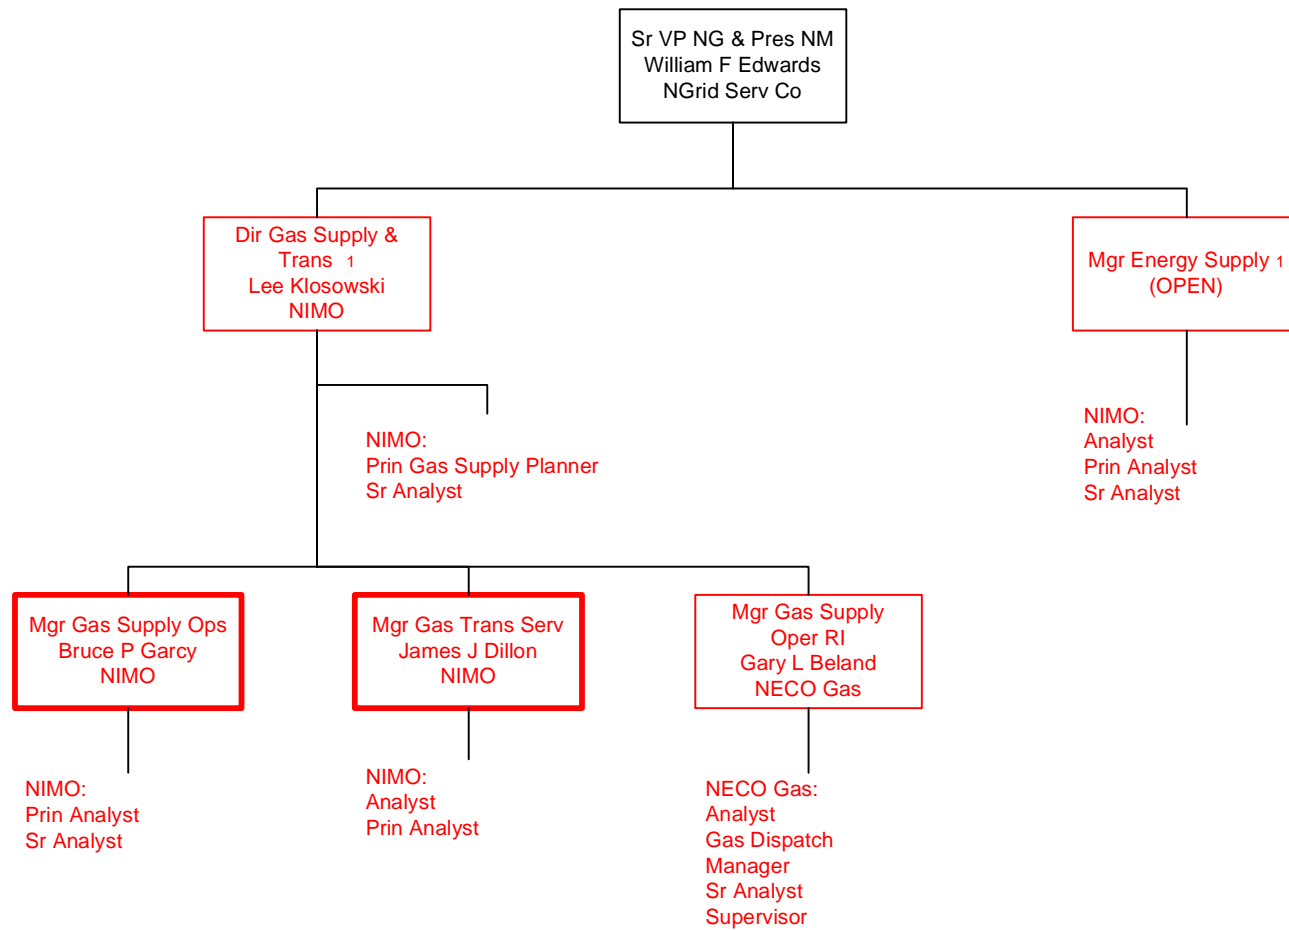 Sr VP NG & Pres NM
William F Edwards
NGrid Serv Co
Dir Gas Supply &
Trans 1
Lee Klosowski
NIMO
Mgr Energy Supply 1
(OPEN)
NIMO:
Prin Gas Supply Planner
Sr Analyst
NIMO:
Analyst
Prin Analyst
Sr Analyst
Mgr Gas Supply Ops
Bruce P Garcy
NIMO
Mgr Gas Trans Serv
James J Dillon
NIMO
Mgr Gas Supply
Oper RI
Gary L Beland
NECO Gas
NIMO:
Prin Analyst
Sr Analyst
NIMO:
Analyst
Prin Analyst
NECO Gas:
Analyst
Gas Dispatch
Manager
Sr Analyst
Supervisor